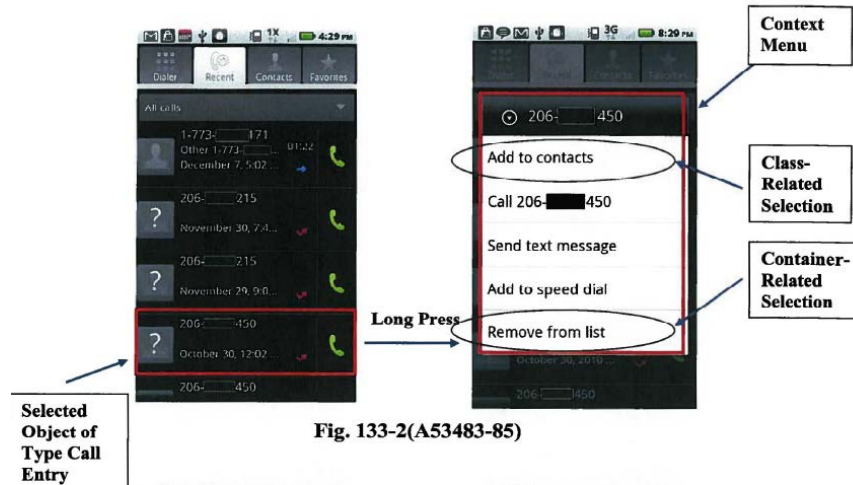 1X
4:29 PM
Dialer
Recent
Contacts
Favorites
All calls
1-773- 171
Other 1-773- ...
01:22
December 7, 5:02 ...
206- 215
?
November 30, 7:4...
206- 215
?
November 29, 9:0...
206- 450
?
October 30, 12:02 ...
206- 450
Selected
Object of
Type Call
Entry
Long Press
3G
8:29 PM
206- 450
Add to contacts
Call 206- 450
Send text message
Add to speed dial
Remove from list
October 30, 2010 ...
206- 450
Context
Menu
Class-
Related
Selection
Container-
Related
Selection
Fig. 133-2(A53483-85)